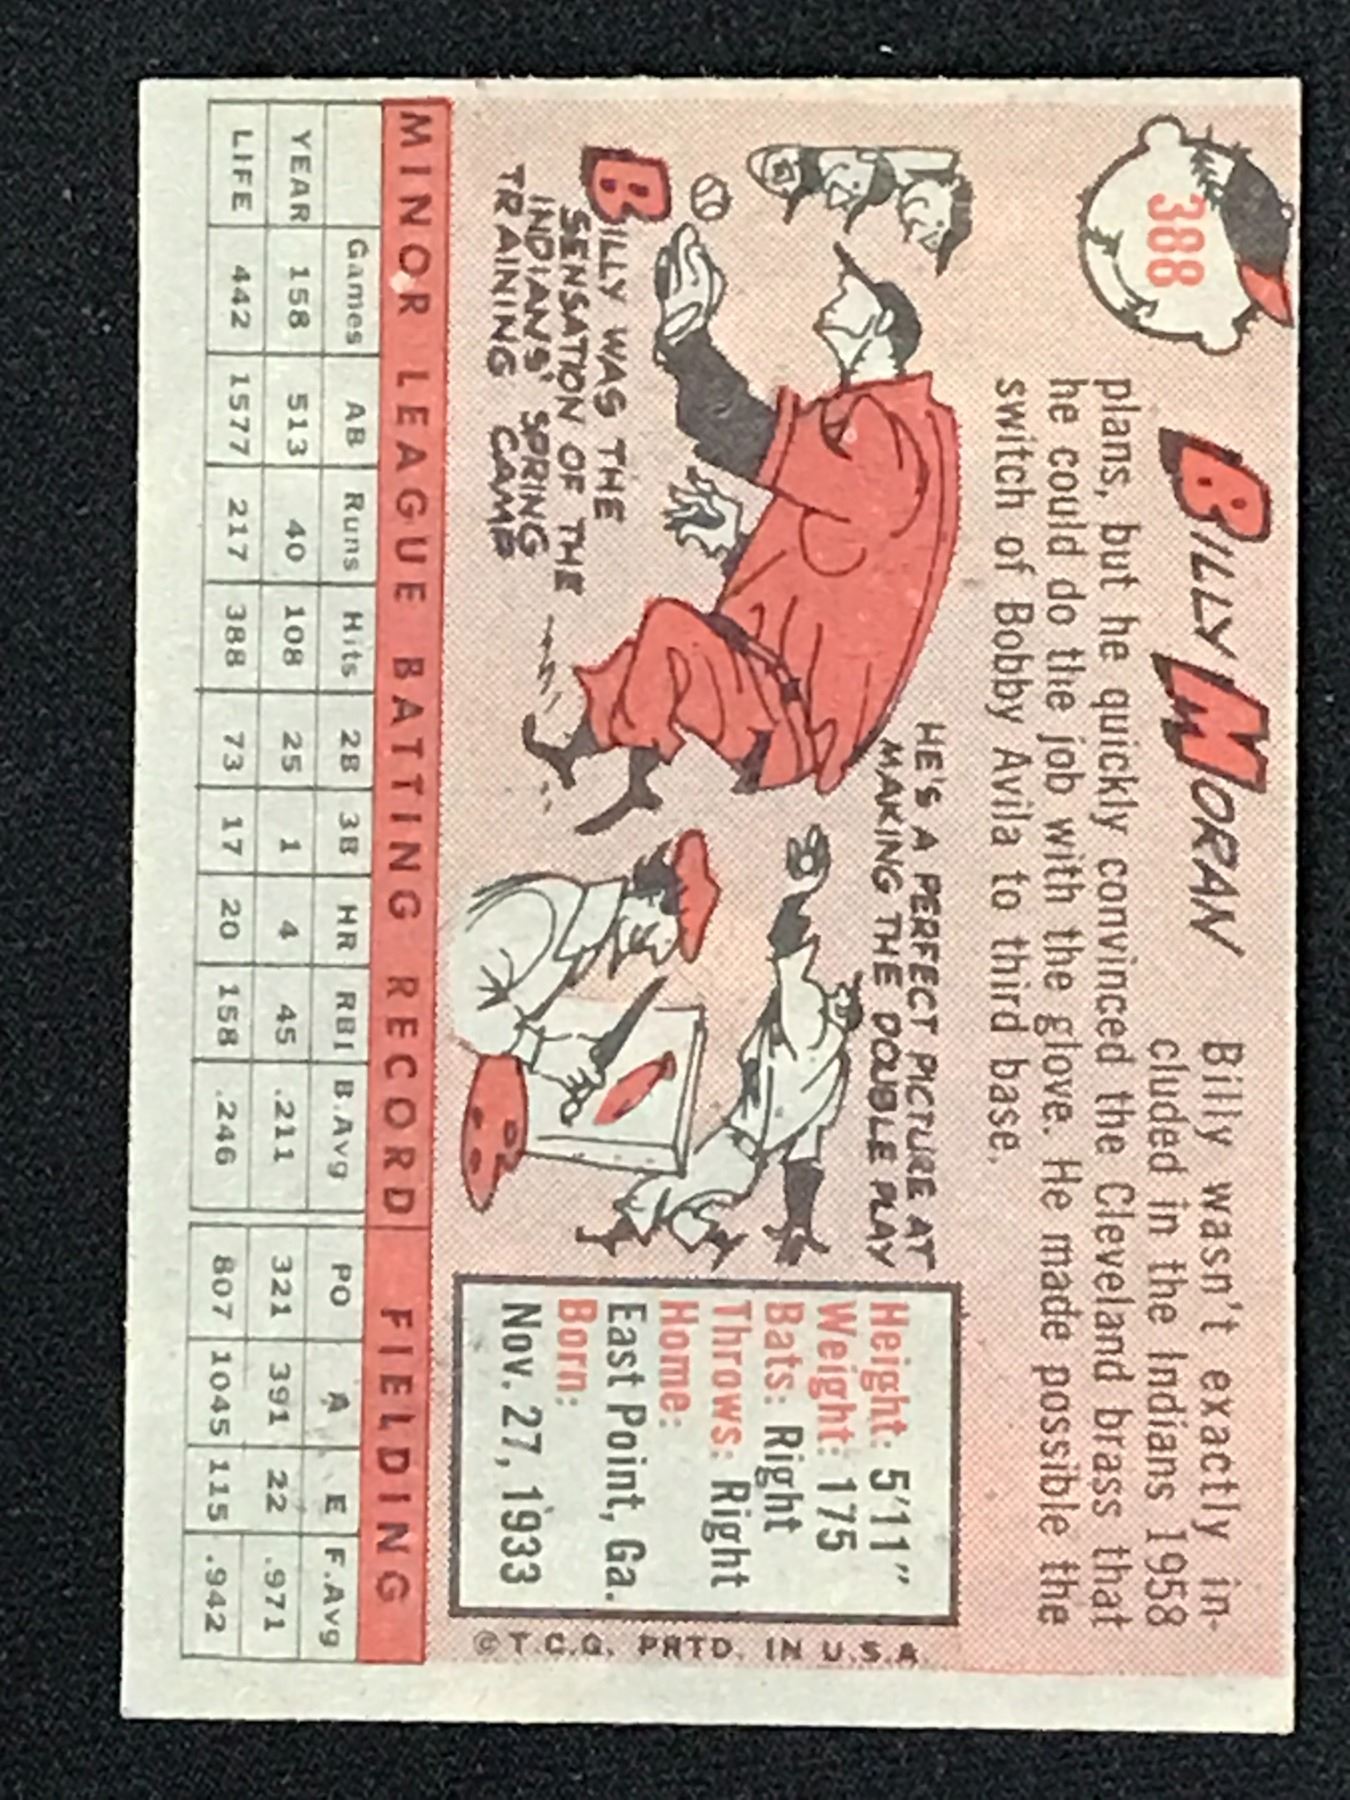 388
BILLY MORAN
Billy wasn't exactly in-
cluded in the Indians 1958
plans, but he quickly convinced the Cleveland brass that
he could do the job with the glove. He made possible the
switch of Bobby Avila to third base.
HE'S A PERFECT PICTURE AT
MAKING THE DOUBLE PLAY
BILLY WAS THE
SENSATION OF THE
INDIANS' SPRING
TRAINING CAMP
Height: 5'11"
Weight: 175
Bats: Right
Throws: Right
Home:
East Point, Ga.
Born:
Nov. 27, 1933
© T.C.G. PRTD. IN U.S.A.
MINOR LEAGUE BATTING RECORD FIELDING
Games AB Runs Hits 2B 3B HR RBI B.Avg PO A E F.Avg
YEAR 158 513 40 108 25 1 4 45 .211 321 391 22 .971
LIFE 442 1577 217 388 73 17 20 158 .246 807 1045 115 .942